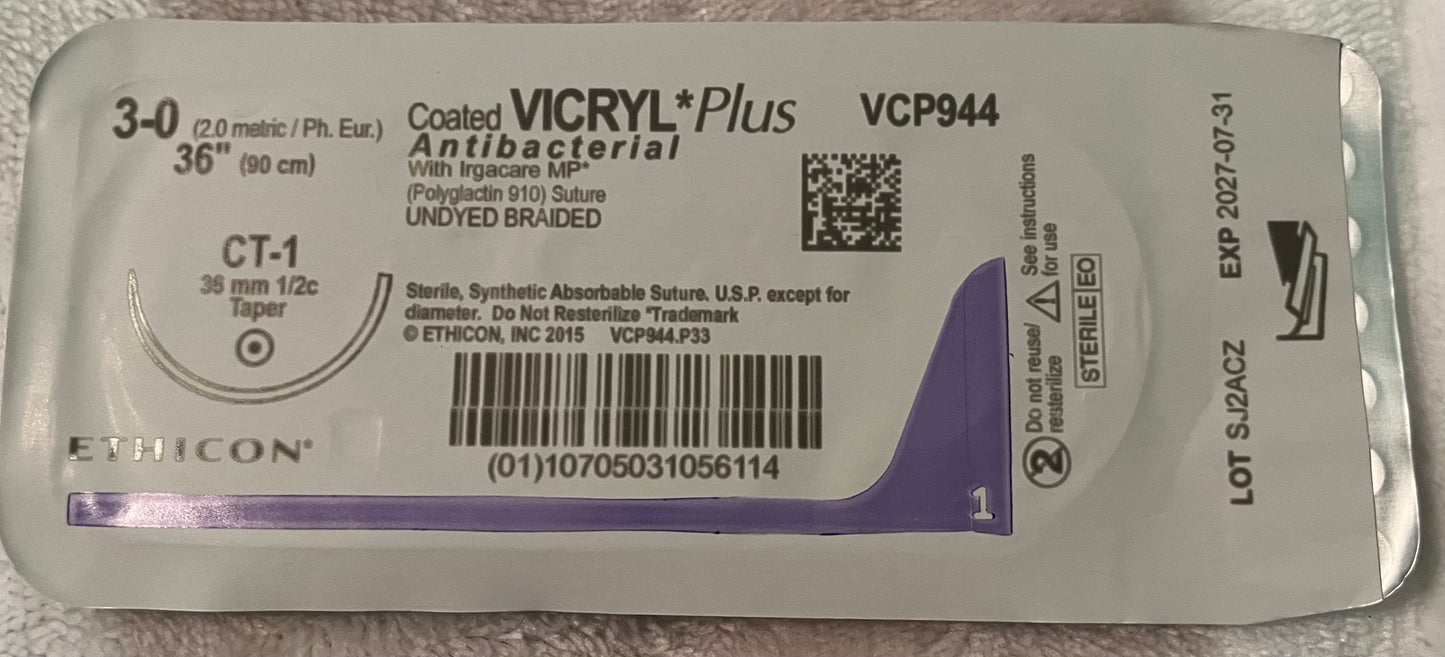 3-0 (2.0 metric / Ph. Eur.)
36" (90 cm)
CT-1
36 mm 1/2c
Taper
ETHICON*
Coated VICRYL* Plus
Antibacterial
With Irgacare MP*
(Polyglactin 910) Suture
UNDYED BRAIDED
VCP944
Sterile, Synthetic Absorbable Suture. U.S.P. except for
diameter. Do Not Resterilize *Trademark
© ETHICON, INC 2015 VCP944.P33
(01)10705031056114
1
2 Do not reuse/
resterilize
See instructions
for use
STERILE EO
LOT SJ2ACZ EXP 2027-07-31